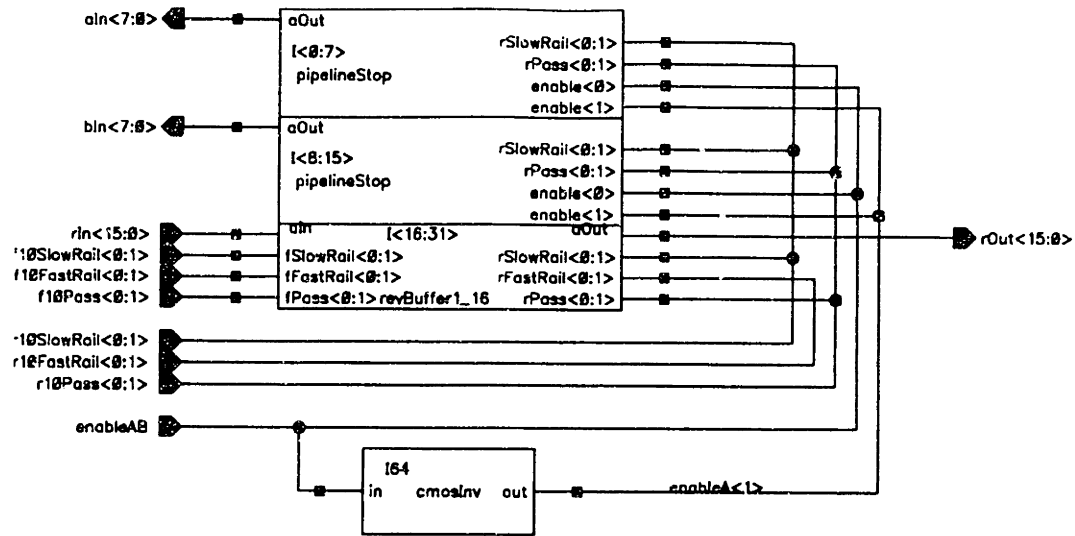 aIn<7:0>
aOut
rSlowRail<0:1>
I<0:7>
rPass<0:1>
pipelineStop
enable<0>
enable<1>
bIn<7:0>
aOut
rSlowRail<0:1>
I<8:15>
rPass<0:1>
pipelineStop
enable<0>
enable<1>
rIn<15:0>
aIn
I<16:31>
aOut
rOut<15:0>
f10SlowRail<0:1>
fSlowRail<0:1>
rSlowRail<0:1>
f10FastRail<0:1>
fFastRail<0:1>
rFastRail<0:1>
f10Pass<0:1>
fPass<0:1> revBuffer1_16
rPass<0:1>
r10SlowRail<0:1>
r10FastRail<0:1>
r10Pass<0:1>
enableAB
I64
in cmosInv out
enableA<1>